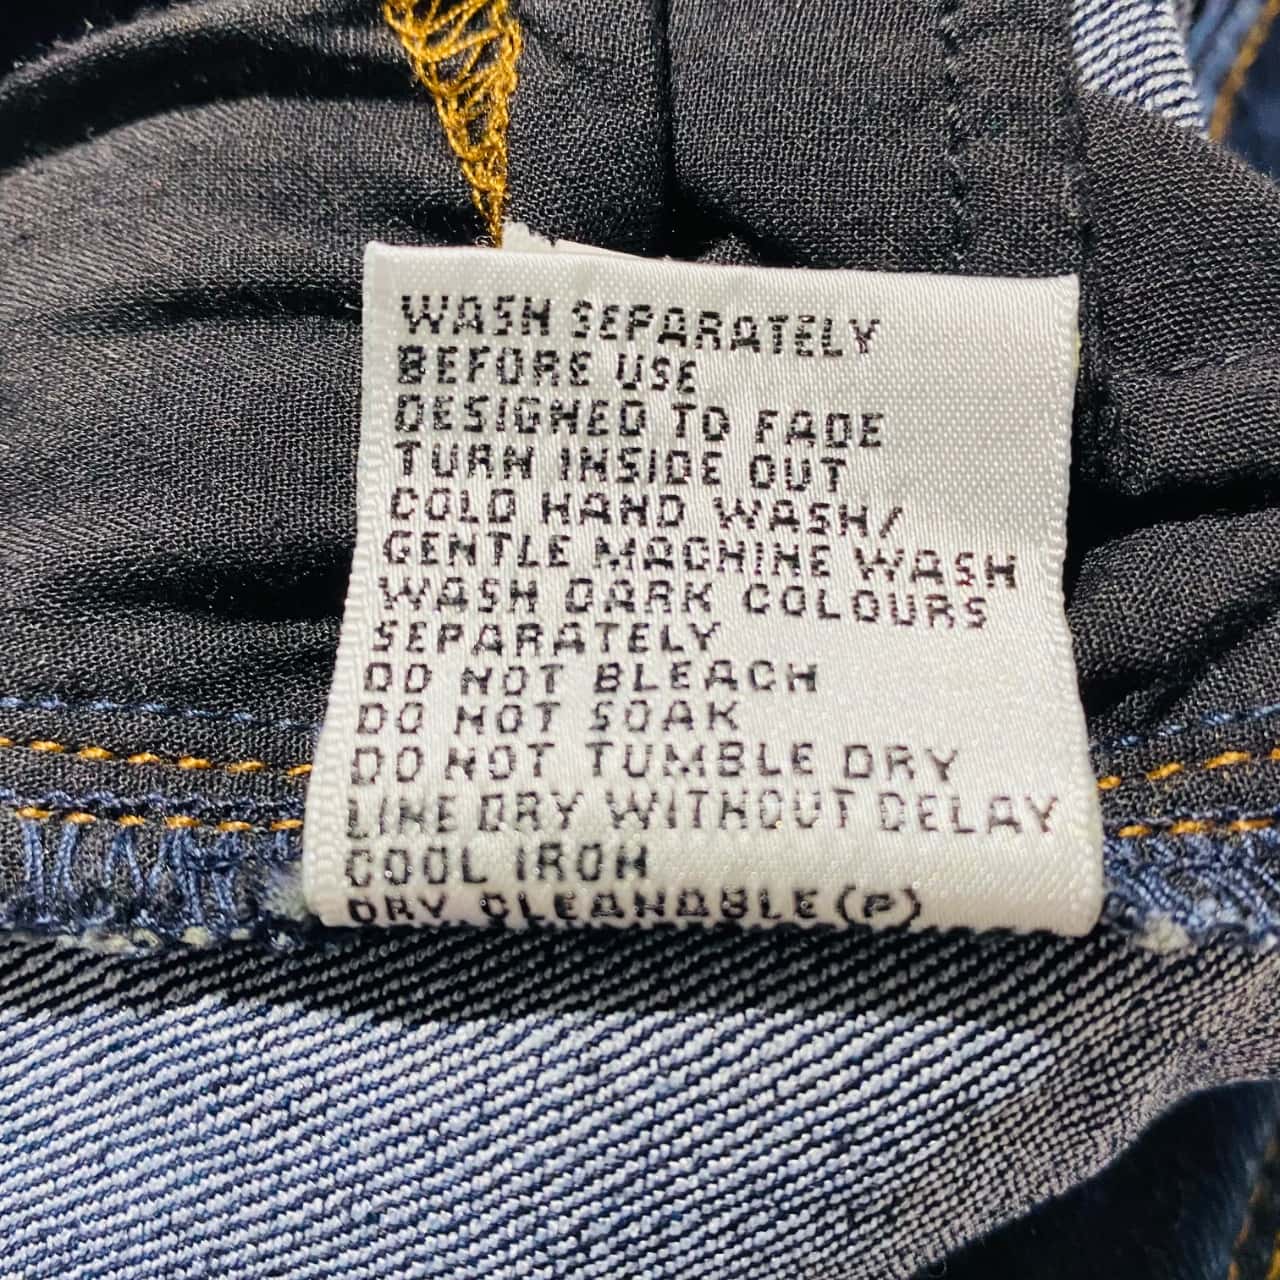 WASH SEPARATELY
BEFORE USE
DESIGNED TO FADE
TURN INSIDE OUT
COLD HAND WASH/
GENTLE MACHINE WASH
WASH DARK COLOURS
SEPARATELY
DO NOT BLEACH
DO NOT SOAK
DO NOT TUMBLE DRY
LINE DRY WITHOUT DELAY
COOL IRON
DRY CLEANABLE(P)